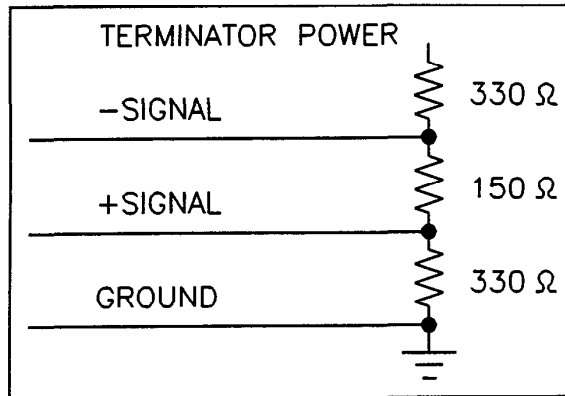 TERMINATOR POWER
330 Ω
−SIGNAL
150 Ω
+SIGNAL
330 Ω
GROUND